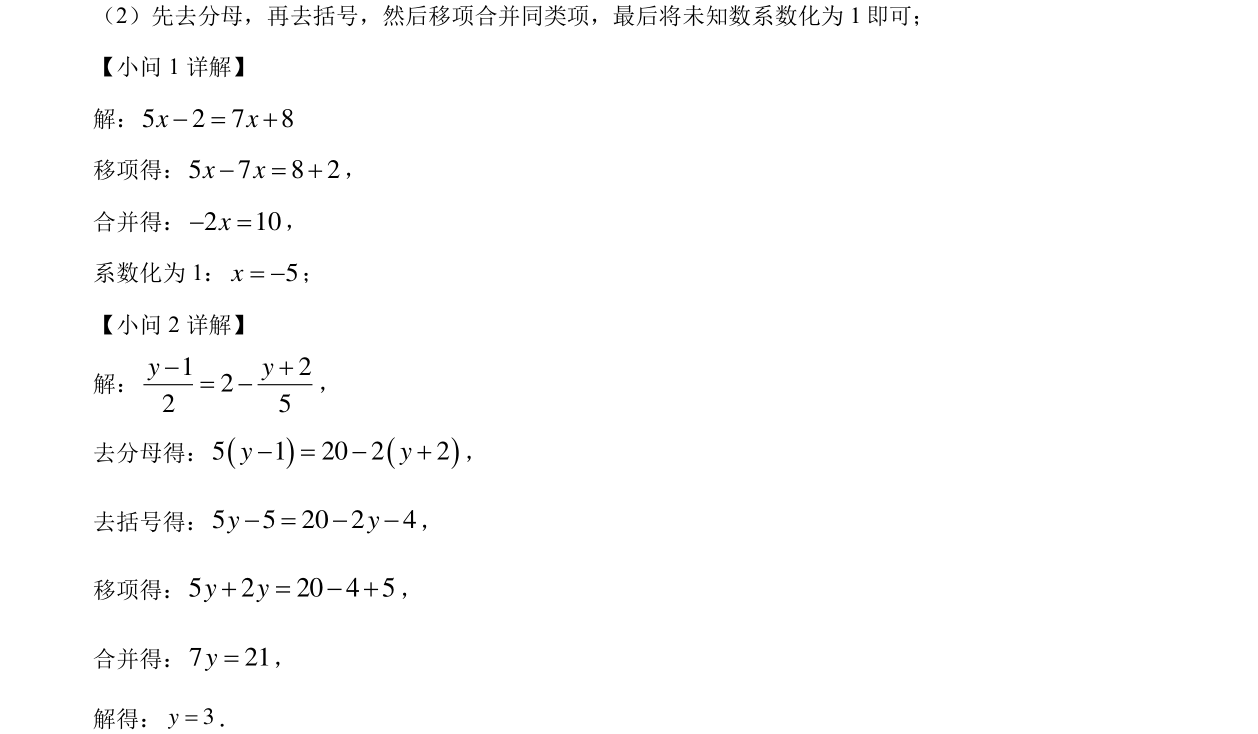 （2）先去分母，再去括号，然后移项合并同类项，最后将未知数系数化为 1 即可；
【小问 1 详解】
解：5x−2=7x+8
移项得：5x−7x=8+2，
合并得：−2x=10，
系数化为 1：x=−5；
【小问 2 详解】
解：\frac{y−1}{2}=2−\frac{y+2}{5}，
去分母得：5(y−1)=20−2(y+2)，
去括号得：5y−5=20−2y−4，
移项得：5y+2y=20−4+5，
合并得：7y=21，
解得：y=3．